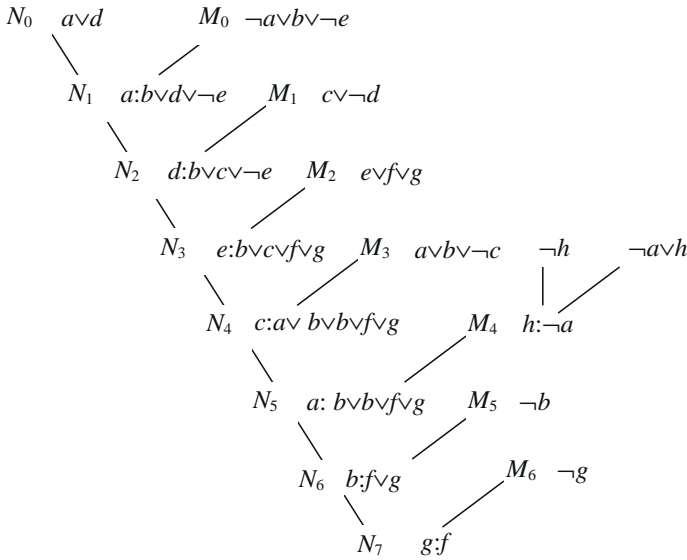 N₀ a∨d M₀ ¬a∨b∨¬e
N₁ a:b∨d∨¬e M₁ c∨¬d
N₂ d:b∨c∨¬e M₂ e∨f∨g
N₃ e:b∨c∨f∨g M₃ a∨b∨¬c ¬h ¬a∨h
N₄ c:a∨ b∨b∨f∨g M₄ h:¬a
N₅ a: b∨b∨f∨g M₅ ¬b
N₆ b:f∨g M₆ ¬g
N₇ g:f